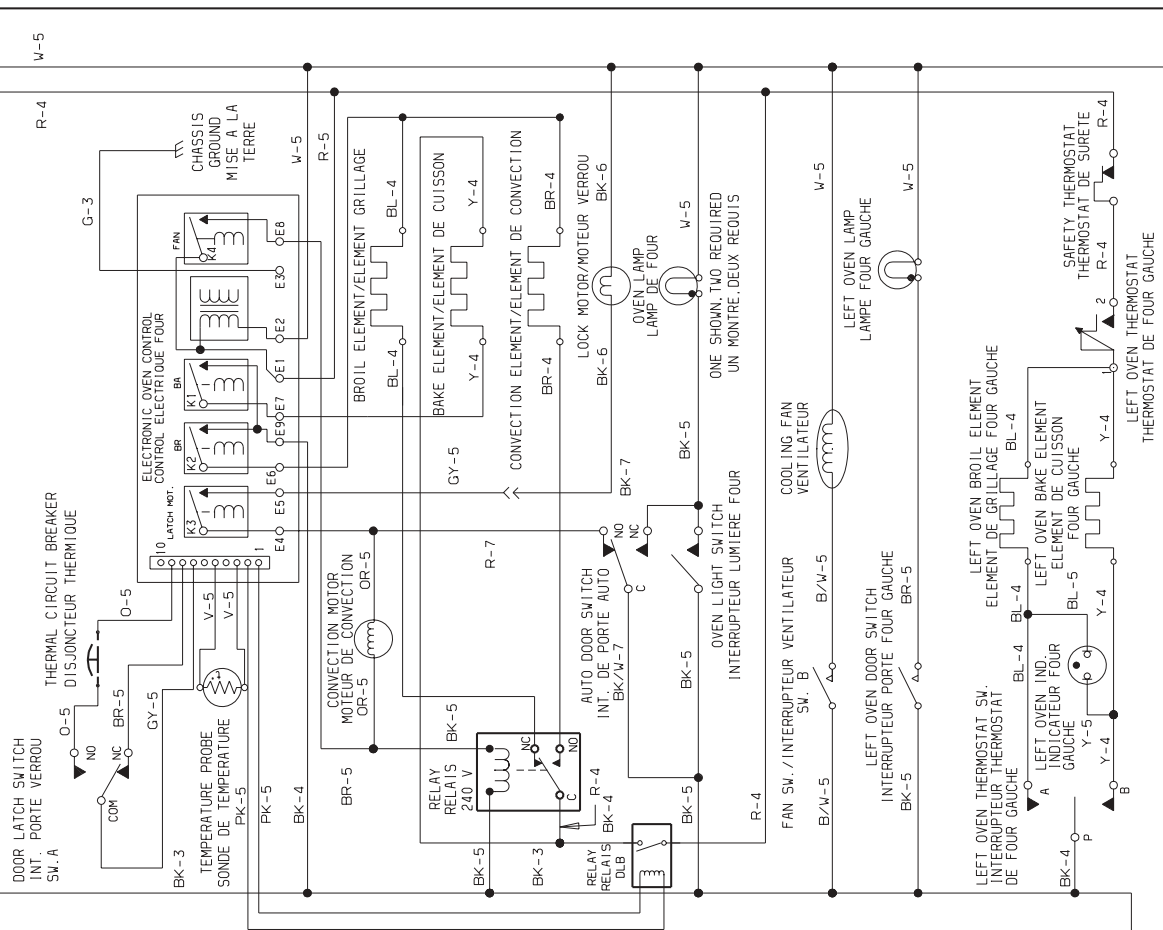 W-5
R-4
G-3
CHASSIS
GROUND
MISE A LA
TERRE
W-5
R-5
ELECTRONIC OVEN CONTROL
CONTROL ELECTRIQUE FOUR
FAN
K4
E8
E3
E2
E1
BA
K1
E7
E9
BR
K2
E6
LATCH MOT.
K3
E5
E4
10
1
THERMAL CIRCUIT BREAKER
DISJONCTEUR THERMIQUE
O-5
O-5
V-5
V-5
DOOR LATCH SWITCH
INT. PORTE VERROU
SW.A
NO
NC
COM
BR-5
GY-5
BK-3
TEMPERATURE PROBE
SONDE DE TEMPERATURE
PK-5
PK-5
BK-4
BROIL ELEMENT/ELEMENT GRILLAGE
BL-4
BL-4
BAKE ELEMENT/ELEMENT DE CUISSON
Y-4
Y-4
CONVECTION ELEMENT/ELEMENT DE CONVECTION
BR-4
BR-4
GY-5
R-7
CONVECTION MOTOR
MOTEUR DE CONVECTION
OR-5
OR-5
BR-5
BK-5
RELAY
RELAIS
240 V
NC
NO
C
R-4
BK-4
BK-5
BK-3
RELAY
RELAIS
DLB
LOCK MOTOR/MOTEUR VERROU
BK-6
BK-6
OVEN LAMP
LAMP DE FOUR
W-5
ONE SHOWN,TWO REQUIRED
UN MONTRE,DEUX REQUIS
BK-7
BK-5
NO
NC
C
AUTO DOOR SWITCH
INT. DE PORTE AUTO
BK/W-7
OVEN LIGHT SWITCH
INTERRUPTEUR LUMIERE FOUR
BK-5
BK-5
R-4
COOLING FAN
VENTILATEUR
W-5
FAN SW./INTERRUPTEUR VENTILATEUR
SW. B
B/W-5
B/W-5
LEFT OVEN LAMP
LAMPE FOUR GAUCHE
W-5
LEFT OVEN DOOR SWITCH
INTERRUPTEUR PORTE FOUR GAUCHE
BR-5
BK-5
SAFETY THERMOSTAT
THERMOSTAT DE SURETE
R-4
R-4
LEFT OVEN THERMOSTAT
THERMOSTAT DE FOUR GAUCHE
2
1
LEFT OVEN BROIL ELEMENT
ELEMENT DE GRILLAGE FOUR GAUCHE
BL-4
BL-4
LEFT OVEN BAKE ELEMENT
ELEMENT DE CUISSON
FOUR GAUCHE
Y-4
Y-4
BL-5
BL-4
LEFT OVEN IND.
INDICATEUR FOUR
GAUCHE
Y-5
Y-4
LEFT OVEN THERMOSTAT SW.
INTERRUPTEUR THERMOSTAT
DE FOUR GAUCHE
A
B
P
BK-4